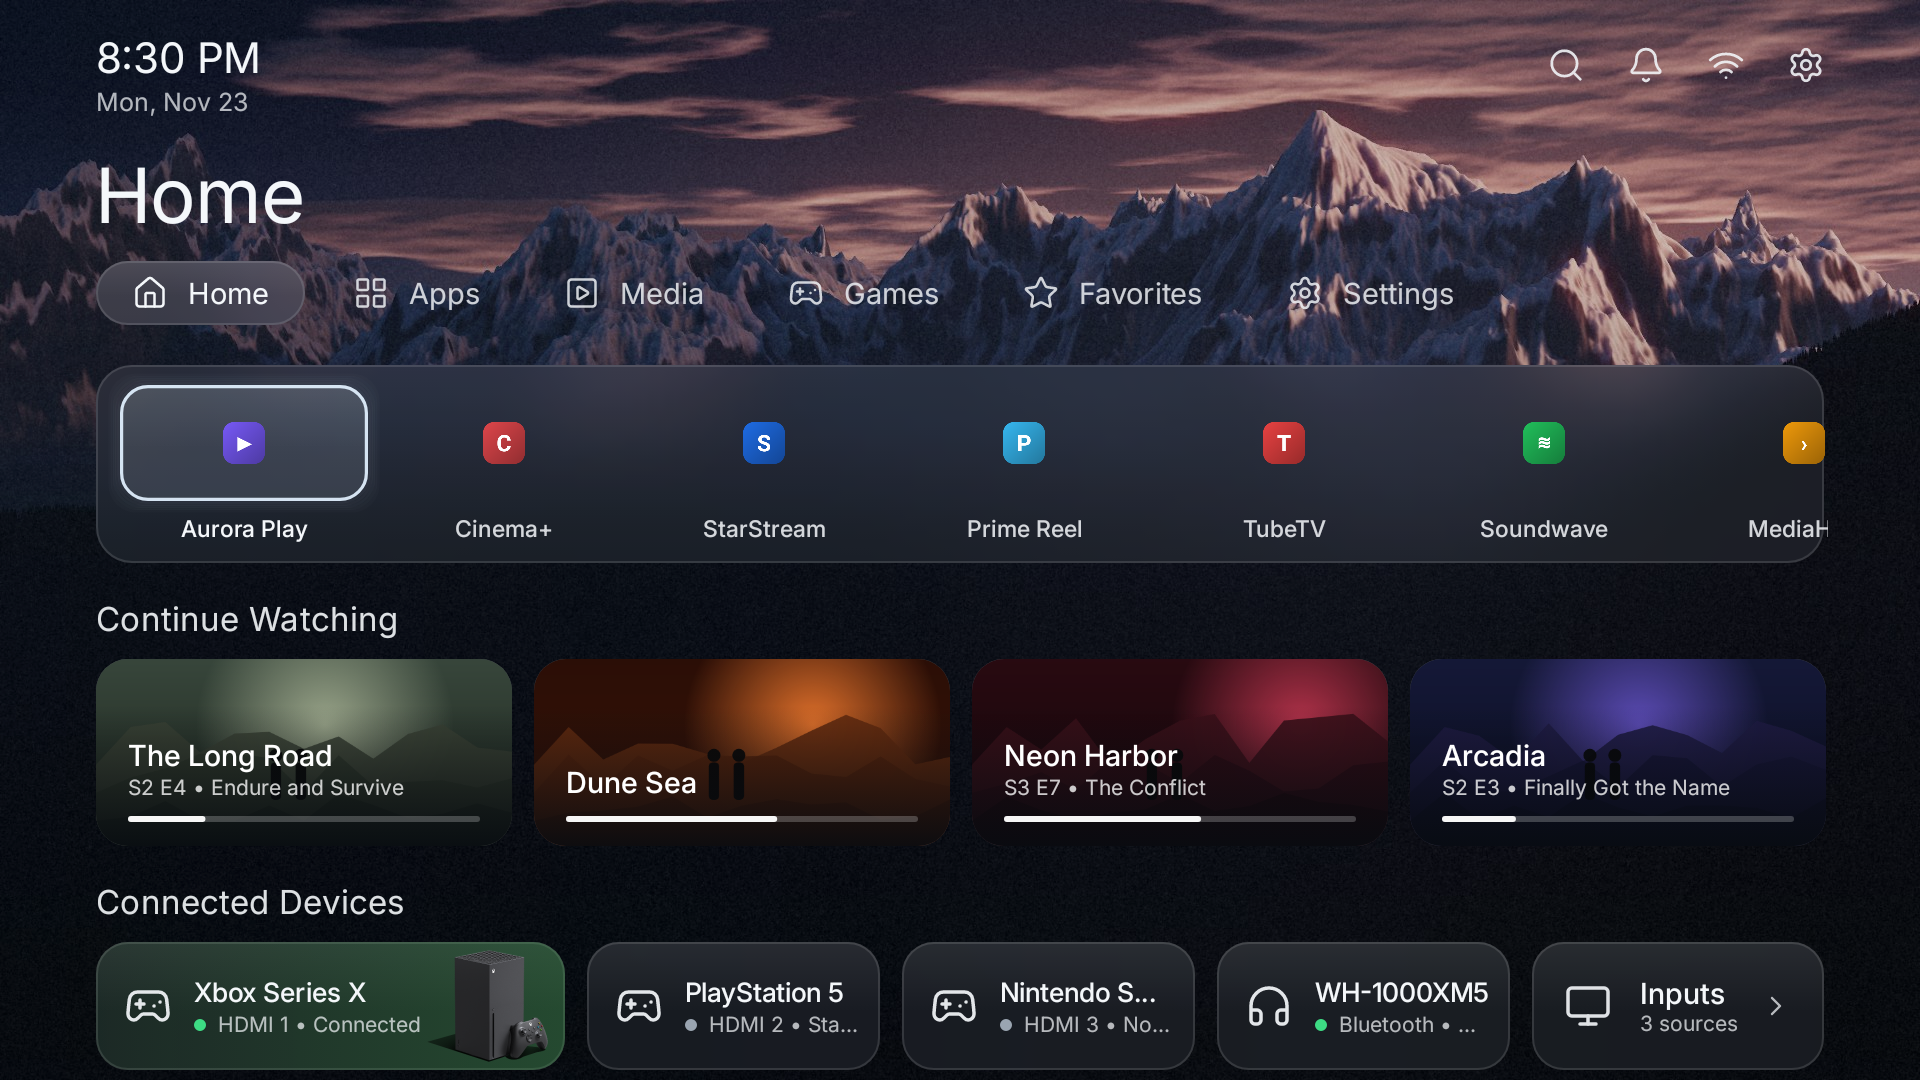 8:30 PM
Mon, Nov 23
Home
Home
Apps
Media
Games
Favorites
Settings
C
S
P
T
Aurora Play
Cinema+
StarStream
Prime Reel
TubeTV
Soundwave
MediaH
Continue Watching
The Long Road
S2 E4 • Endure and Survive
Dune Sea
Neon Harbor
S3 E7 • The Conflict
Arcadia
S2 E3 • Finally Got the Name
Connected Devices
Xbox Series X
HDMI 1 • Connected
PlayStation 5
HDMI 2 • Sta...
Nintendo S...
HDMI 3 • No...
WH-1000XM5
Bluetooth • ...
Inputs
3 sources